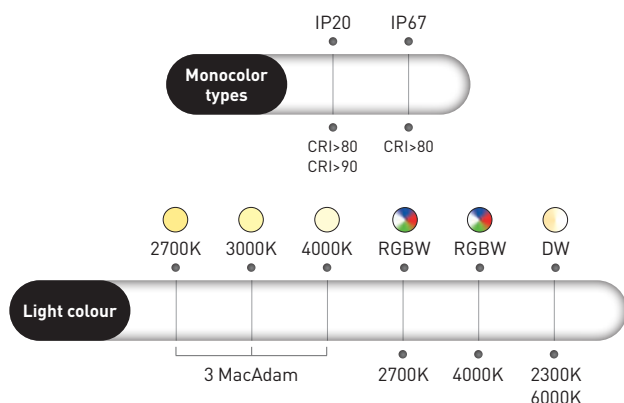 IP20 IP67
Monocolor
types
CRI>80 CRI>80
CRI>90
2700K 3000K 4000K RGBW RGBW DW
Light colour
3 MacAdam 2700K 4000K 2300K
6000K